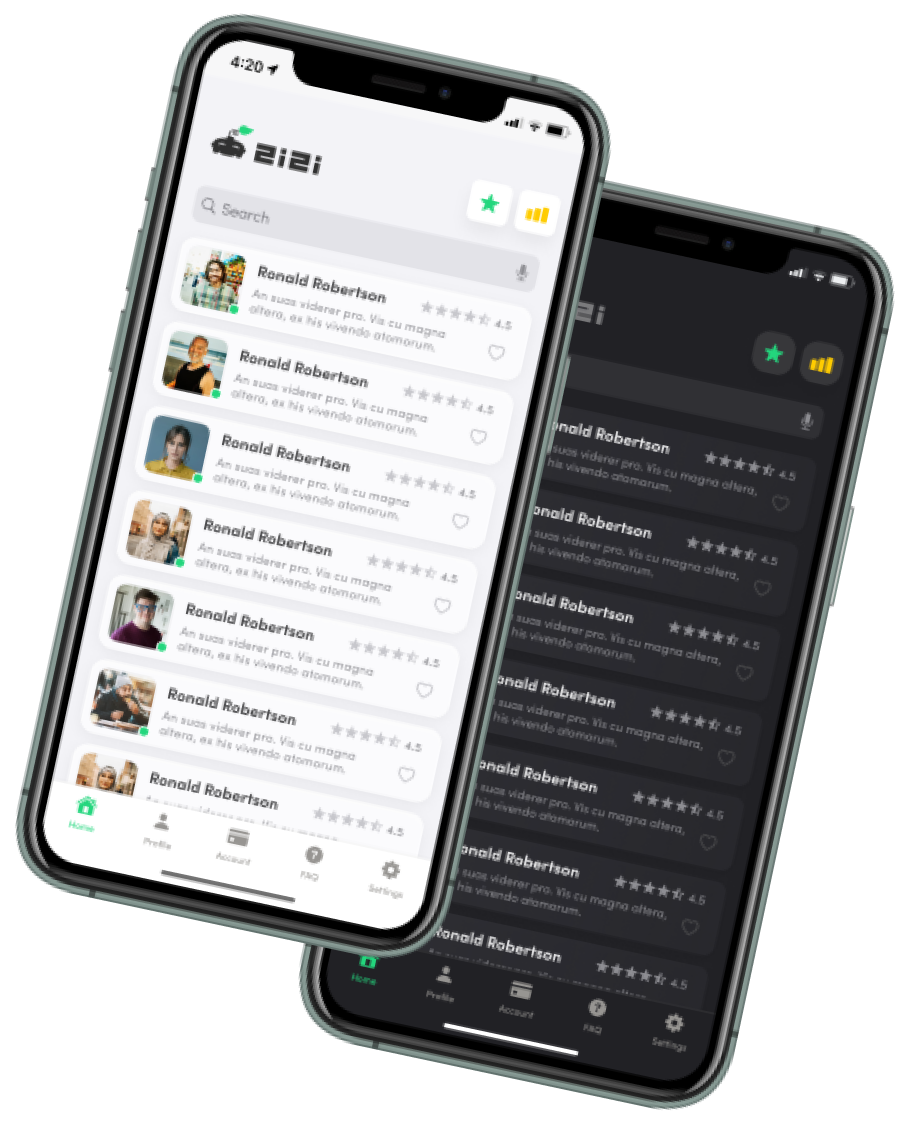 4:20
zizi
Search
Ronald Robertson
4.5
An suas viderer pro. Vis cu magna
altera, ex his vivendo atomorum.
Ronald Robertson
4.5
An suas viderer pro. Vis cu magna
altera, ex his vivendo atomorum.
Ronald Robertson
4.5
An suas viderer pro. Vis cu magna
altera, ex his vivendo atomorum.
Ronald Robertson
4.5
An suas viderer pro. Vis cu magna
altera, ex his vivendo atomorum.
Ronald Robertson
4.5
An suas viderer pro. Vis cu magna
altera, ex his vivendo atomorum.
Ronald Robertson
4.5
An suas viderer pro. Vis cu magna
altera, ex his vivendo atomorum.
Ronald Robertson
4.5
Home
Profile
Account
FAQ
Settings
zi
onald Robertson
4.5
suas viderer pro. Vis cu magna altera,
his vivendo atomorum.
onald Robertson
4.5
suas viderer pro. Vis cu magna altera,
his vivendo atomorum.
onald Robertson
4.5
suas viderer pro. Vis cu magna altera,
his vivendo atomorum.
onald Robertson
4.5
suas viderer pro. Vis cu magna altera,
his vivendo atomorum.
onald Robertson
4.5
suas viderer pro. Vis cu magna altera,
his vivendo atomorum.
onald Robertson
4.5
suas viderer pro. Vis cu magna altera,
his vivendo atomorum.
Ronald Robertson
4.5
Home
Profile
Account
FAQ
Settings